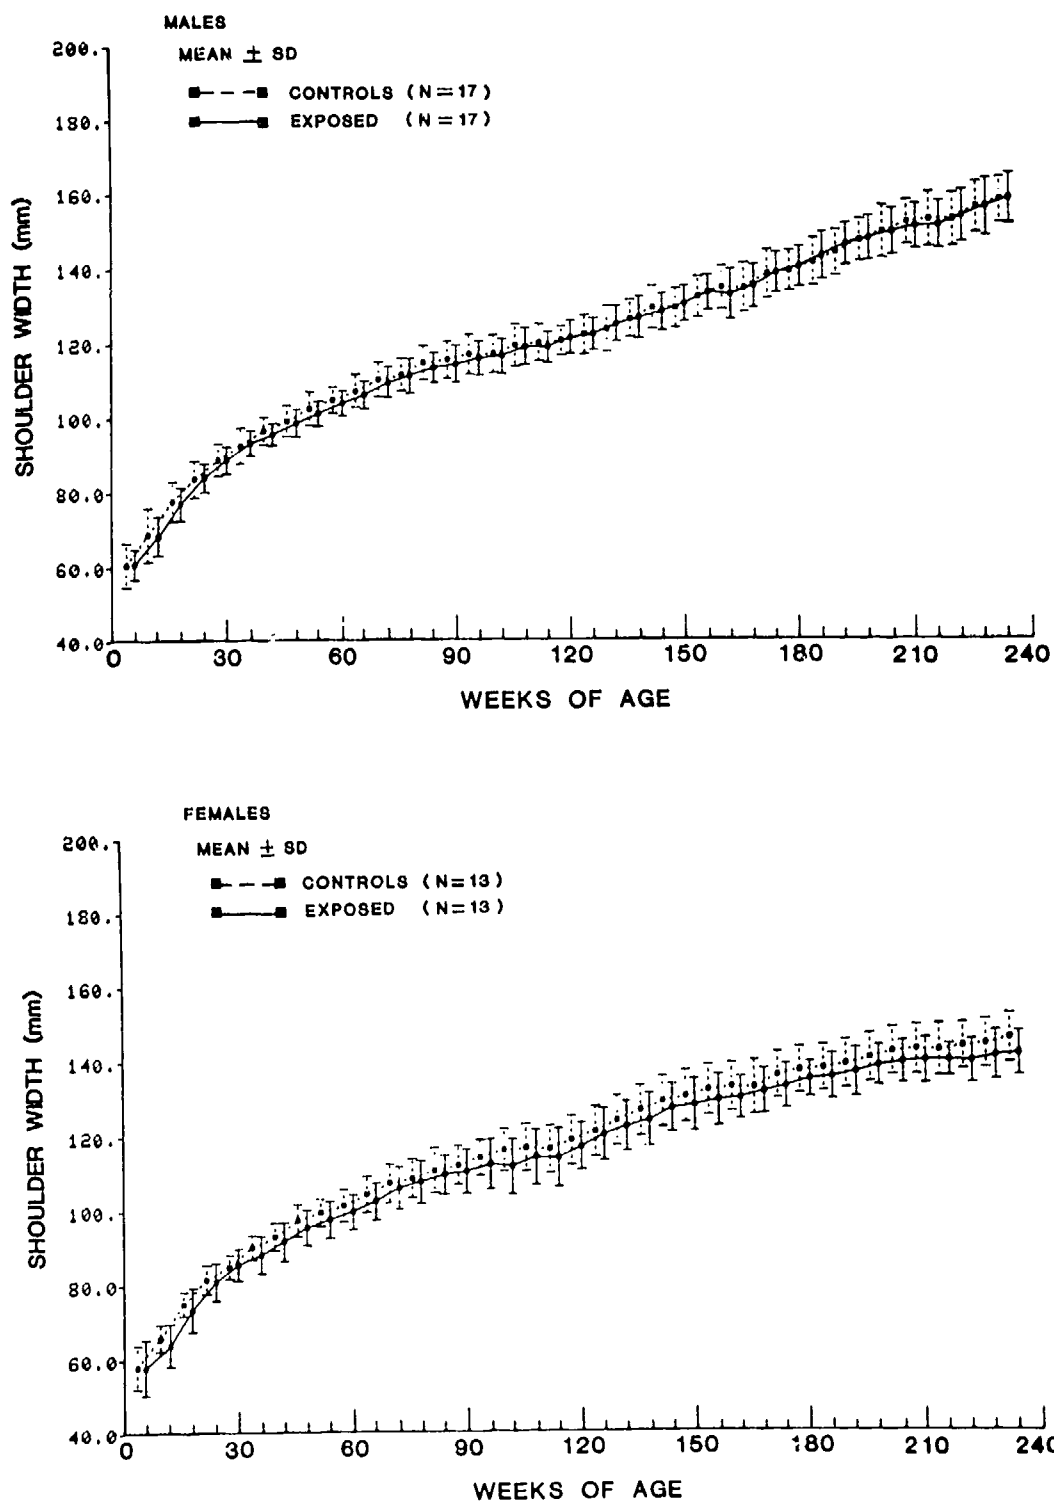 MALES
MEAN ± SD
CONTROLS (N=17)
EXPOSED (N=17)
200.
180.
160.
140.
120.
100.
80.0
60.0
40.0
0 30 60 90 120 150 180 210 240
SHOULDER WIDTH (mm)
WEEKS OF AGE
FEMALES
MEAN ± SD
CONTROLS (N=13)
EXPOSED (N=13)
200.
180.
160.
140.
120.
100.
80.0
60.0
40.0
0 30 60 90 120 150 180 210 240
SHOULDER WIDTH (mm)
WEEKS OF AGE